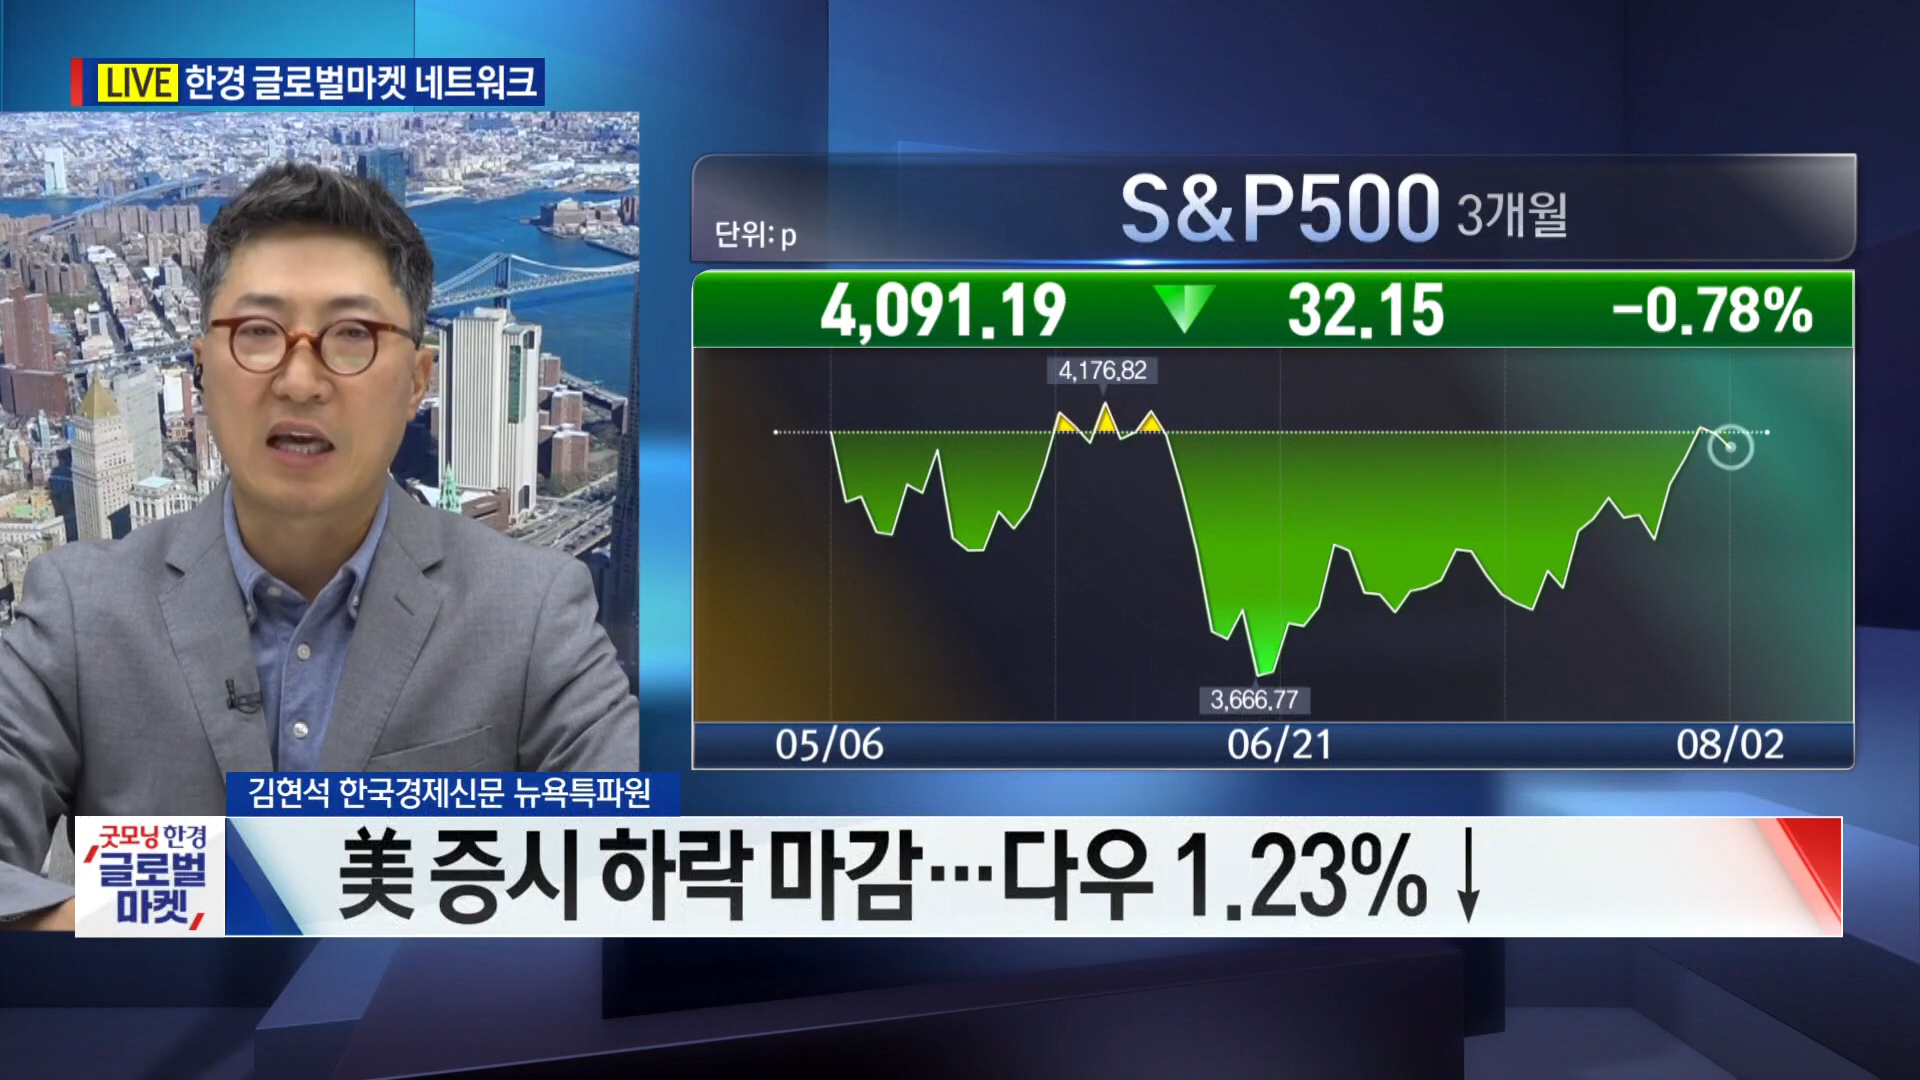 LIVE 한경 글로벌마켓 네트워크
S&P500 3개월
단위: p
4,091.19 ▼ 32.15 -0.78%
4,176.82
3,666.77
05/06 06/21 08/02
김현석 한국경제신문 뉴욕특파원
굿모닝 한경
글로벌
마켓
美 증시 하락 마감…다우 1.23%↓